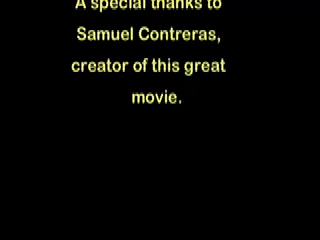 A special thanks to
Samuel Contreras,
creator of this great
movie.